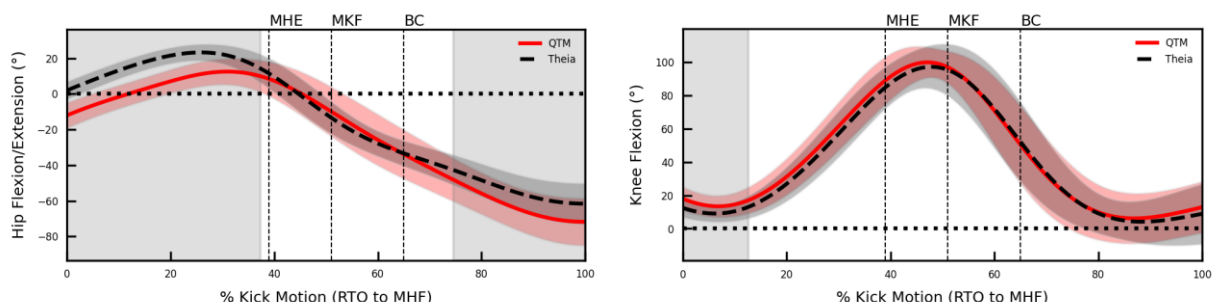 MHE MKF BC
QTM
Theia
Hip Flexion/Extension (°)
20
0
−20
−40
−60
−80
0 20 40 60 80 100
% Kick Motion (RTO to MHF)
MHE MKF BC
QTM
Theia
Knee Flexion (°)
100
80
60
40
20
0
0 20 40 60 80 100
% Kick Motion (RTO to MHF)